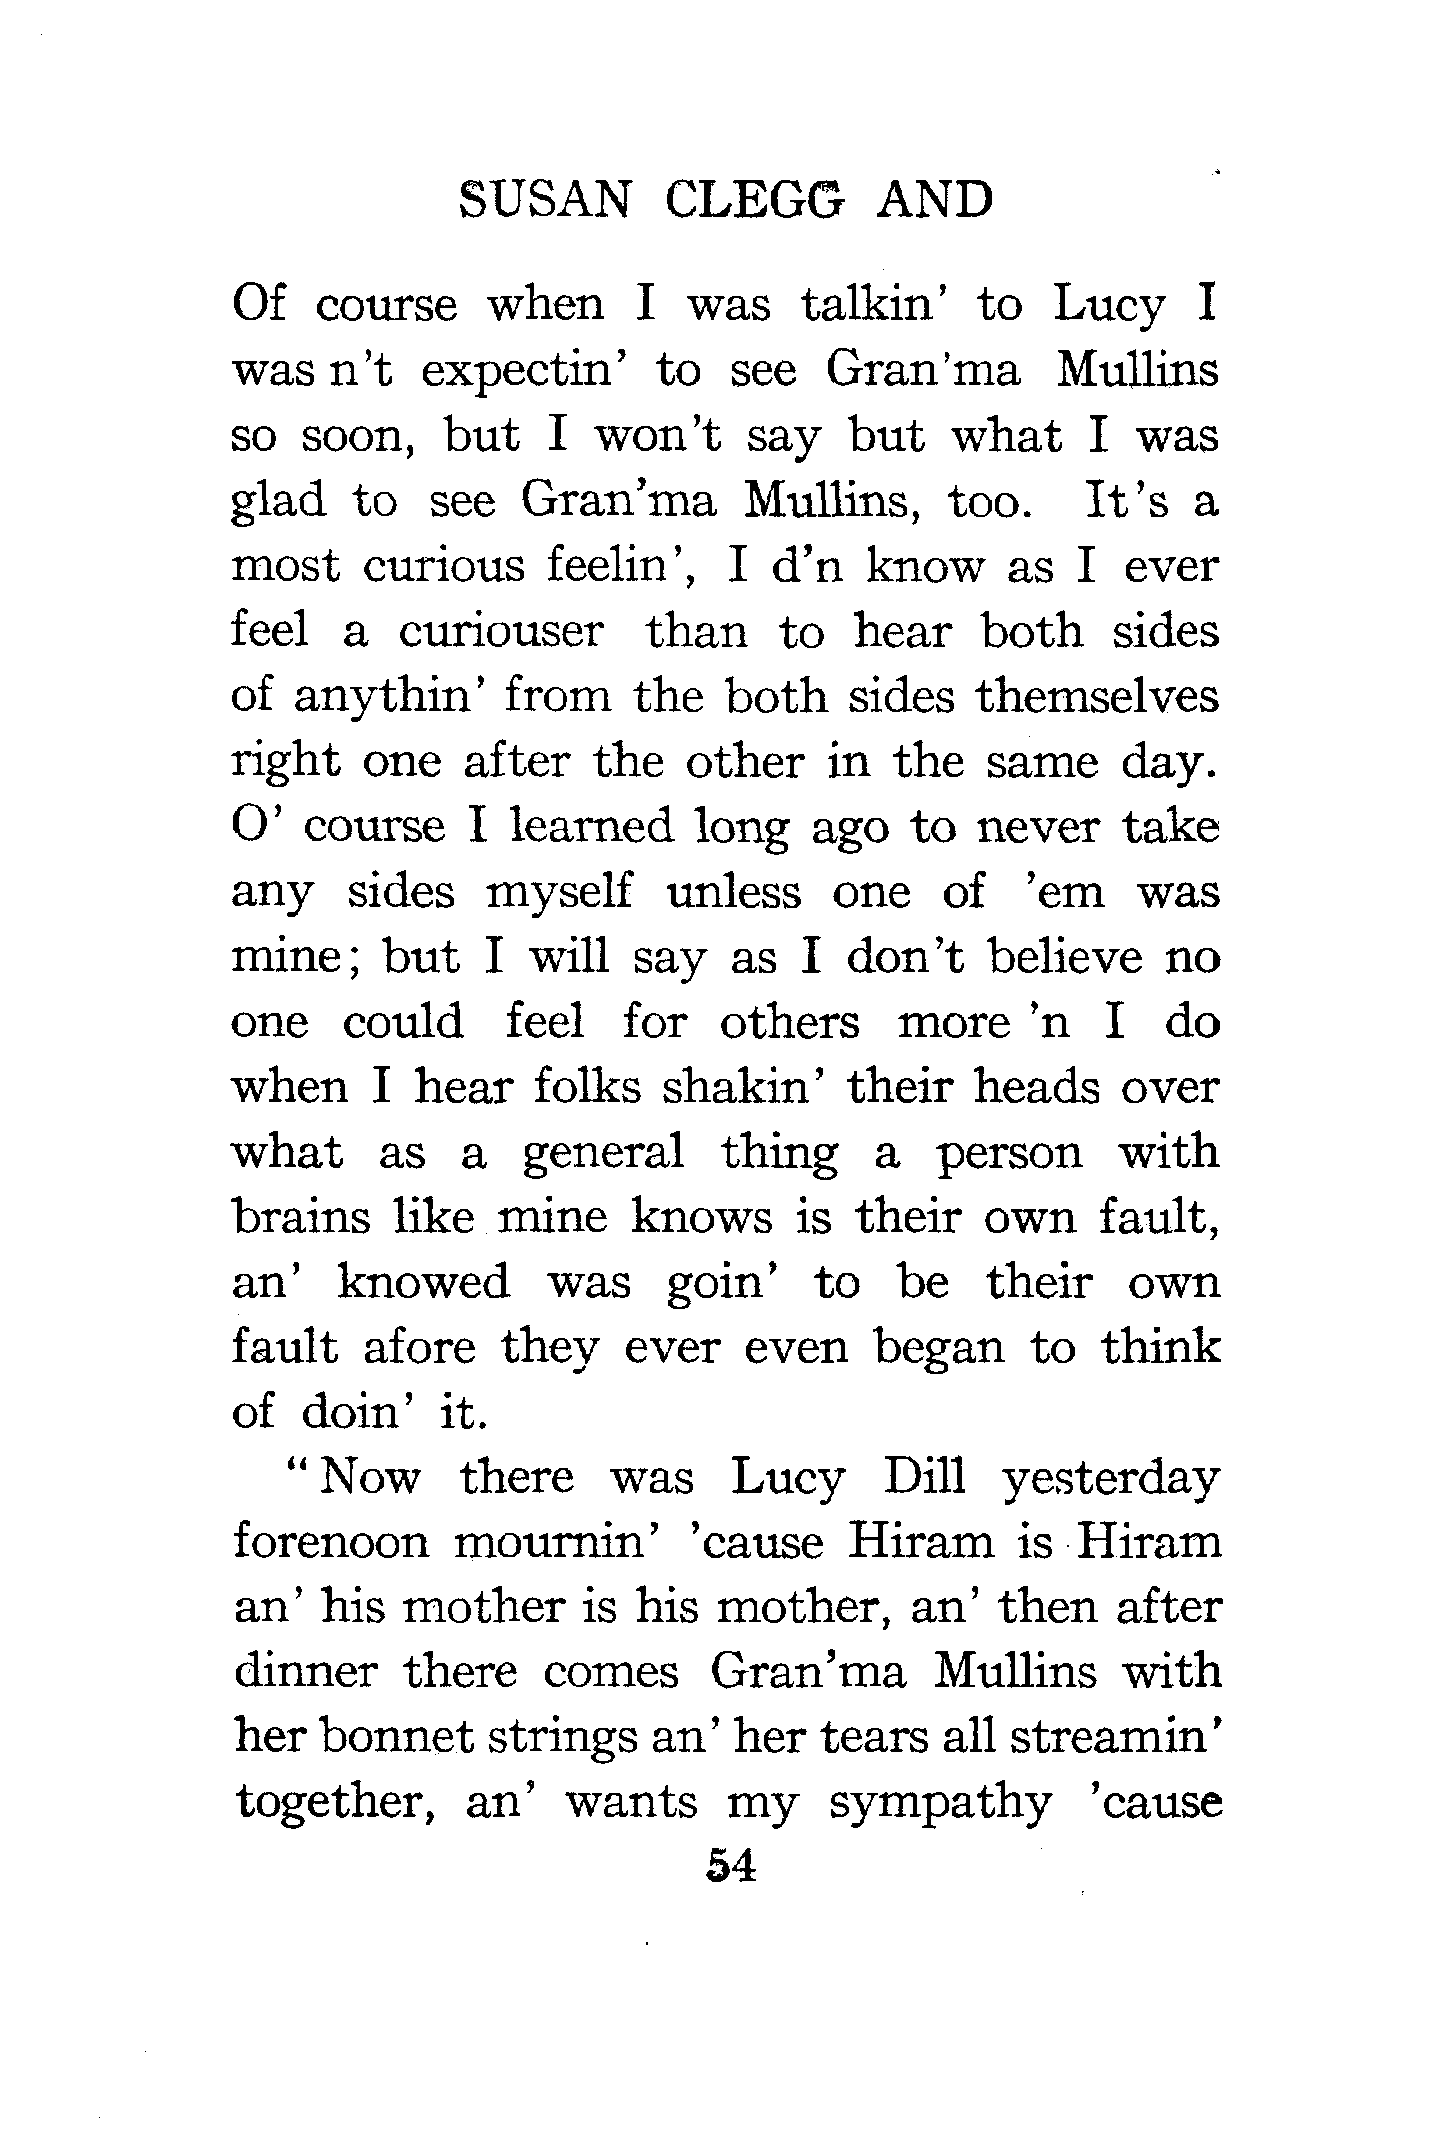 SUSAN CLEGG AND
Of course when I was talkin' to Lucy I
was n't expectin' to see Gran'ma Mullins
so soon, but I won't say but what I was
glad to see Gran'ma Mullins, too. It's a
most curious feelin', I d'n know as I ever
feel a curiouser than to hear both sides
of anythin' from the both sides themselves
right one after the other in the same day.
O' course I learned long ago to never take
any sides myself unless one of 'em was
mine; but I will say as I don't believe no
one could feel for others more 'n I do
when I hear folks shakin' their heads over
what as a general thing a person with
brains like mine knows is their own fault,
an' knowed was goin' to be their own
fault afore they ever even began to think
of doin' it.
"Now there was Lucy Dill yesterday
forenoon mournin' 'cause Hiram is Hiram
an' his mother is his mother, an' then after
dinner there comes Gran'ma Mullins with
her bonnet strings an' her tears all streamin'
together, an' wants my sympathy 'cause
54